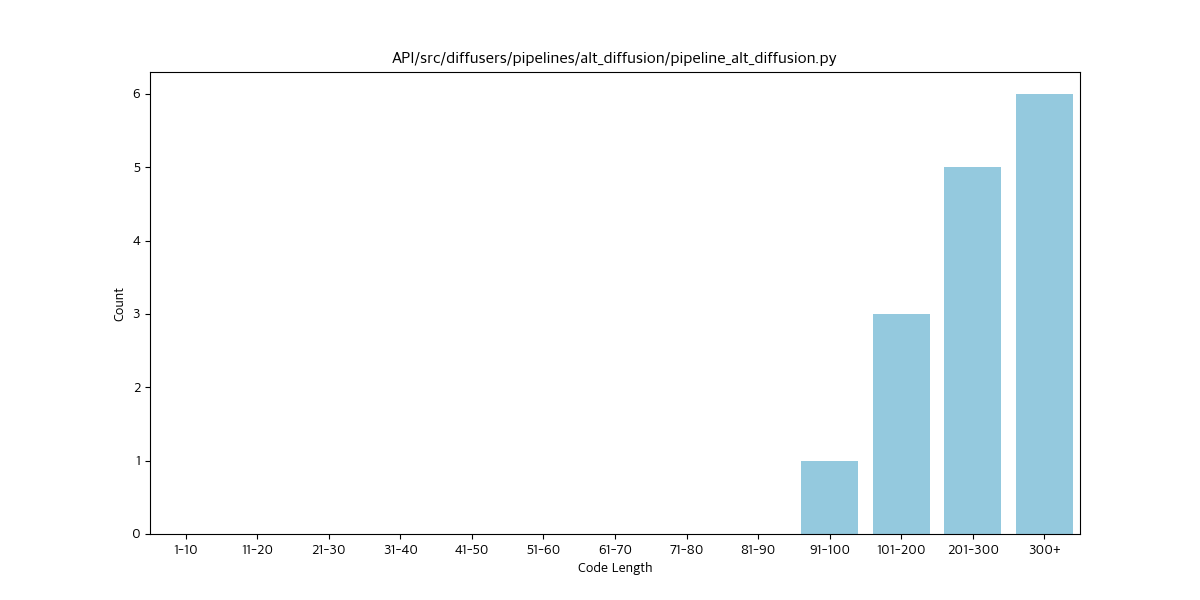 API/src/diffusers/pipelines/alt_diffusion/pipeline_alt_diffusion.py
6
5
4
3
2
1
0
Count
1-10 11-20 21-30 31-40 41-50 51-60 61-70 71-80 81-90 91-100 101-200 201-300 300+
Code Length